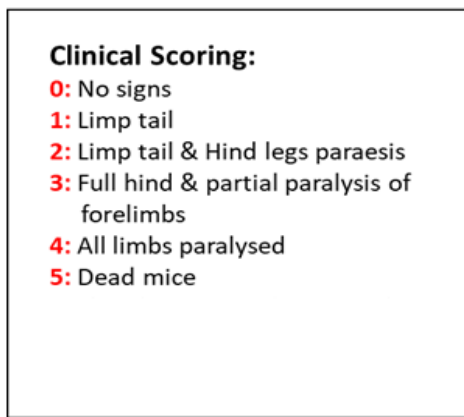 Clinical Scoring:
0: No signs
1: Limp tail
2: Limp tail & Hind legs paraesis
3: Full hind & partial paralysis of
forelimbs
4: All limbs paralysed
5: Dead mice